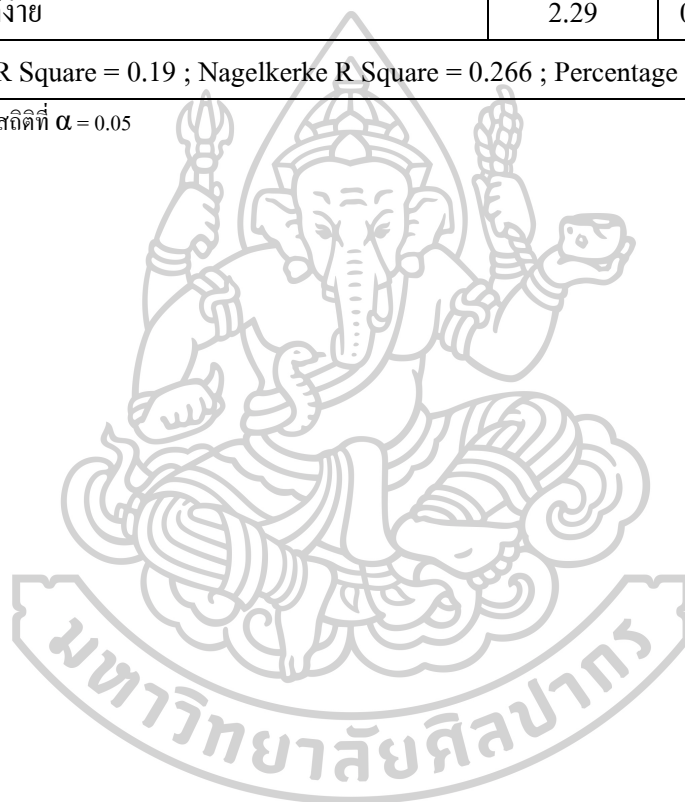 ง่าย 2.29
R Square = 0.19 ; Nagelkerke R Square = 0.266 ; Percentage
สถิติที่ α = 0.05
มหาวิทยาลัยศิลปากร